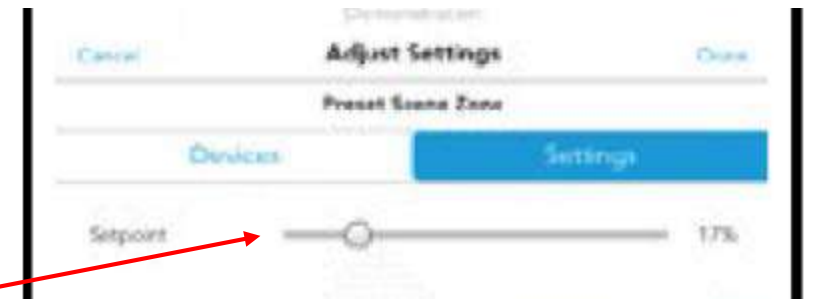 Cancel Adjust Settings Done
Preset Scene Zone
Devices Settings
Setpoint 17%